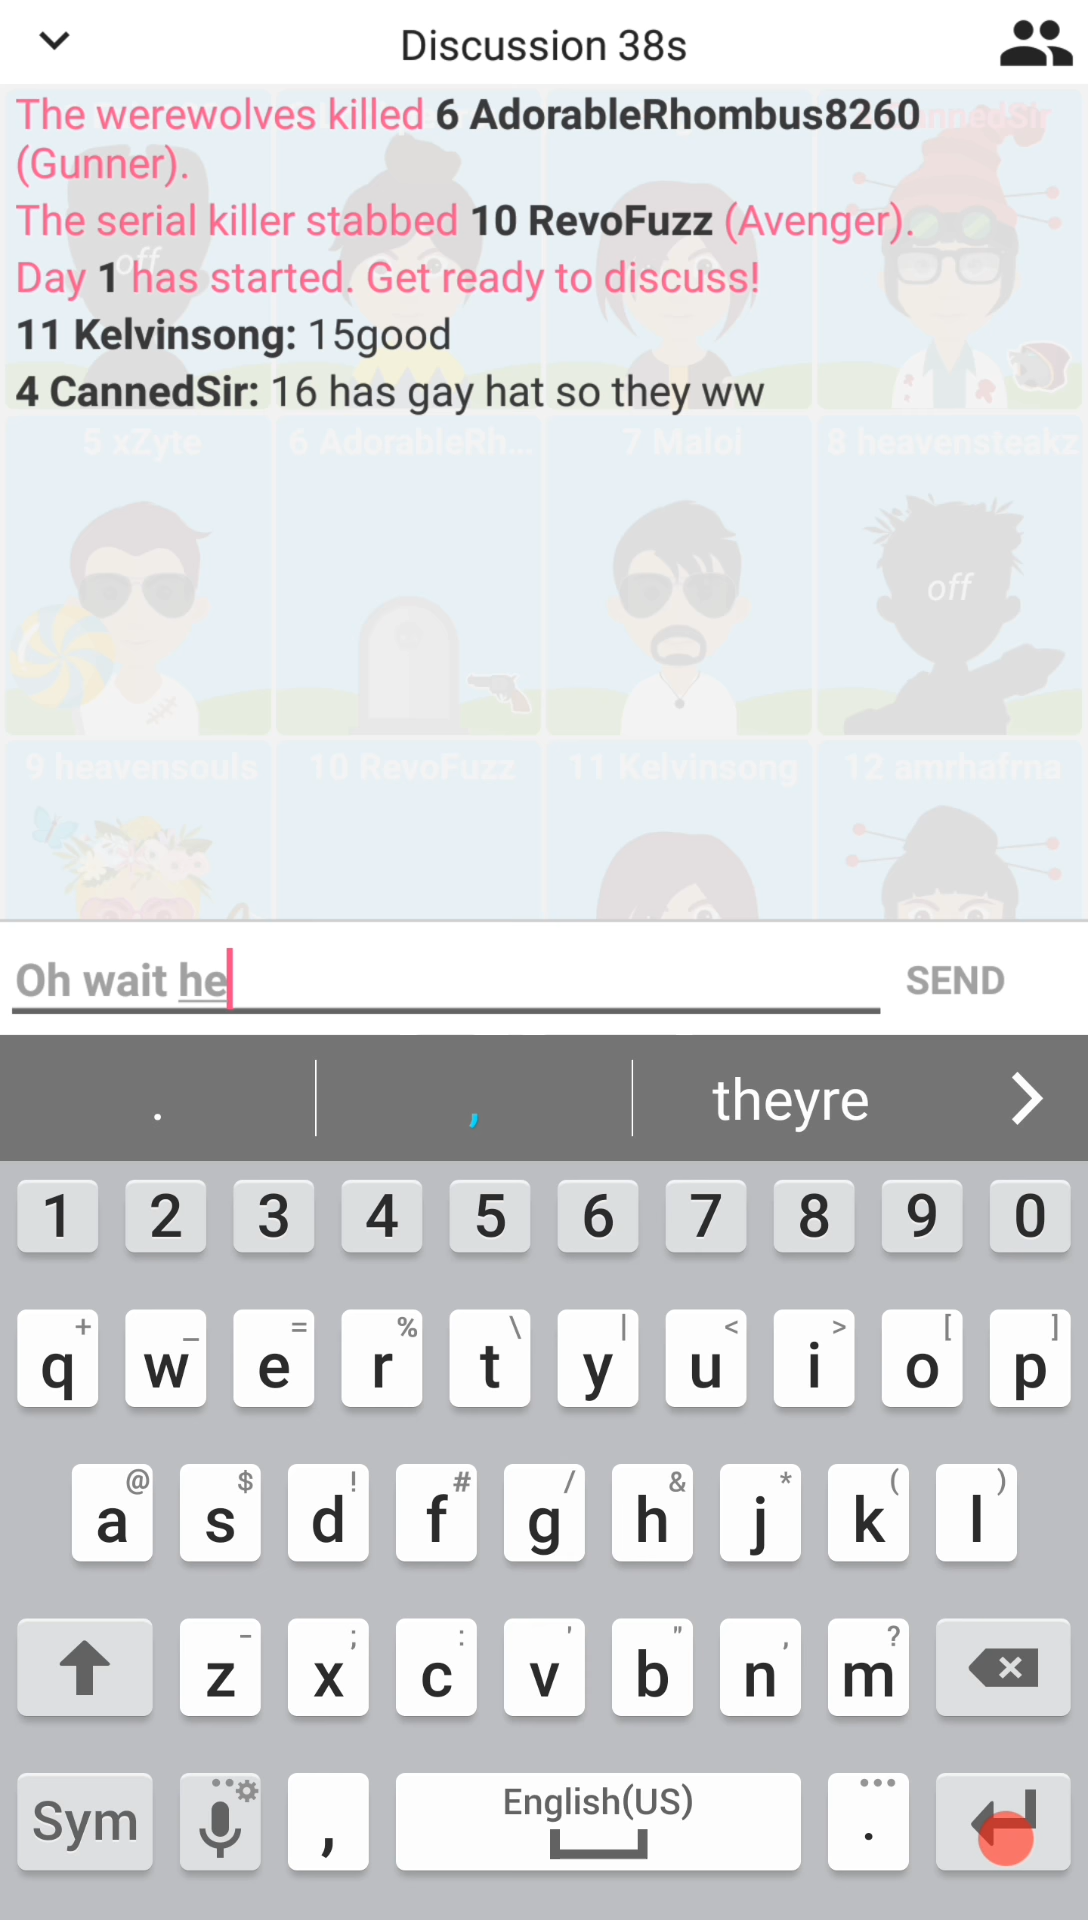 Discussion 38s
The werewolves killed 6 AdorableRhombus8260
(Gunner).
The serial killer stabbed 10 RevoFuzz (Avenger).
Day 1 has started. Get ready to discuss!
11 Kelvinsong: 15good
4 CannedSir: 16 has gay hat so they ww
off
5 xZyte 6 AdorableRh... 7 Maloi 8 heavensteakz
off
9 heavensouls 10 RevoFuzz 11 Kelvinsong 12 amrhafrna
Oh wait he
SEND
. , theyre
1 2 3 4 5 6 7 8 9 0
+ _ = % \ | < > [ ]
q w e r t y u i o p
@ $ ! # / & * ( )
a s d f g h j k l
- ; : ' " , ?
z x c v b n m
Sym , English(US) .